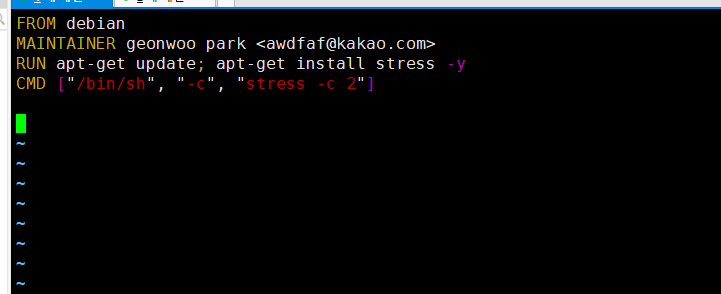 FROM debian
MAINTAINER geonwoo park <awdfaf@kakao.com>
RUN apt-get update; apt-get install stress -y
CMD ["/bin/sh", "-c", "stress -c 2"]
~
~
~
~
~
~
~
~